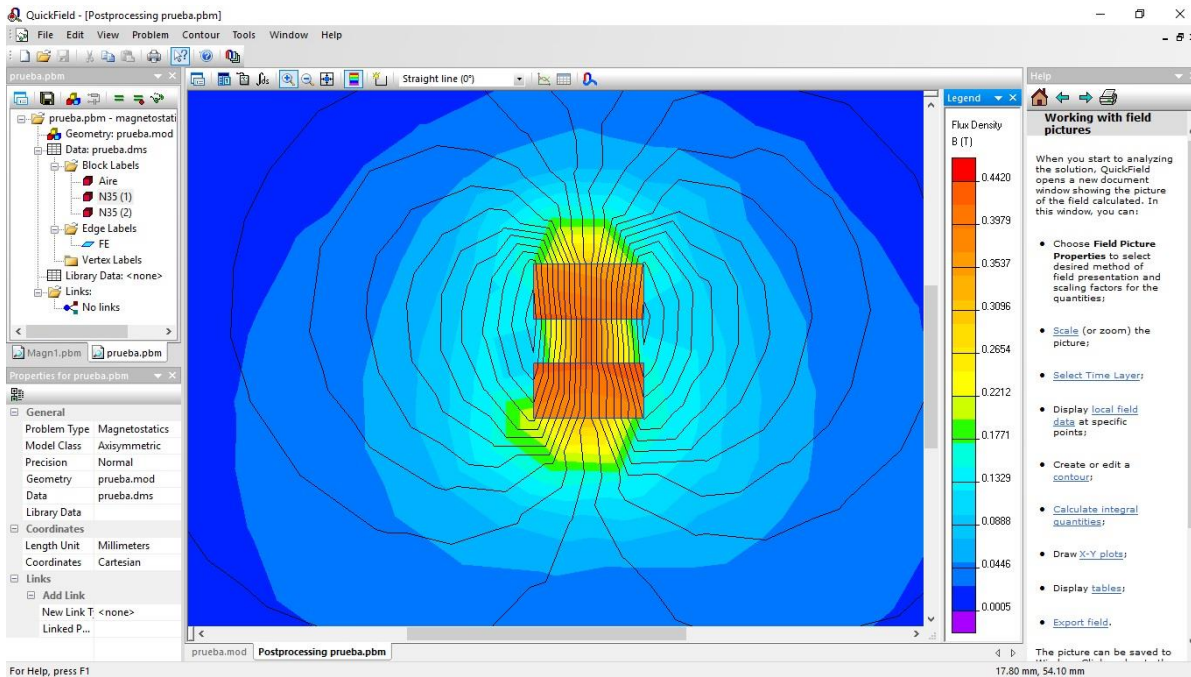 QuickField - [Postprocessing prueba.pbm]
File Edit View Problem Contour Tools Window Help
prueba.pbm
prueba.pbm - magnetostati
Geometry: prueba.mod
Data: prueba.dms
Block Labels
Aire
N35 (1)
N35 (2)
Edge Labels
FE
Vertex Labels
Library Data: <none>
Links:
No links
Magn1.pbm prueba.pbm
Properties for prueba.pbm
General
Problem Type Magnetostatics
Model Class Axisymmetric
Precision Normal
Geometry prueba.mod
Data prueba.dms
Library Data
Coordinates
Length Unit Millimeters
Coordinates Cartesian
Links
Add Link
New Link T <none>
Linked P...
Straight line (0°)
prueba.mod Postprocessing prueba.pbm
Legend
Flux Density
B (T)
0.4420
0.3979
0.3537
0.3096
0.2654
0.2212
0.1771
0.1329
0.0888
0.0446
0.0005
Help
Working with field
pictures
When you start to analyzing
the solution, QuickField
opens a new document
window showing the picture
of the field calculated. In
this window, you can:
• Choose Field Picture
Properties to select
desired method of
field presentation and
scaling factors for the
quantities;
• Scale (or zoom) the
picture;
• Select Time Layer;
• Display local field
data at specific
points;
• Create or edit a
contour;
• Calculate integral
quantities;
• Draw X-Y plots;
• Display tables;
• Export field.
The picture can be saved to
For Help, press F1
17.80 mm, 54.10 mm